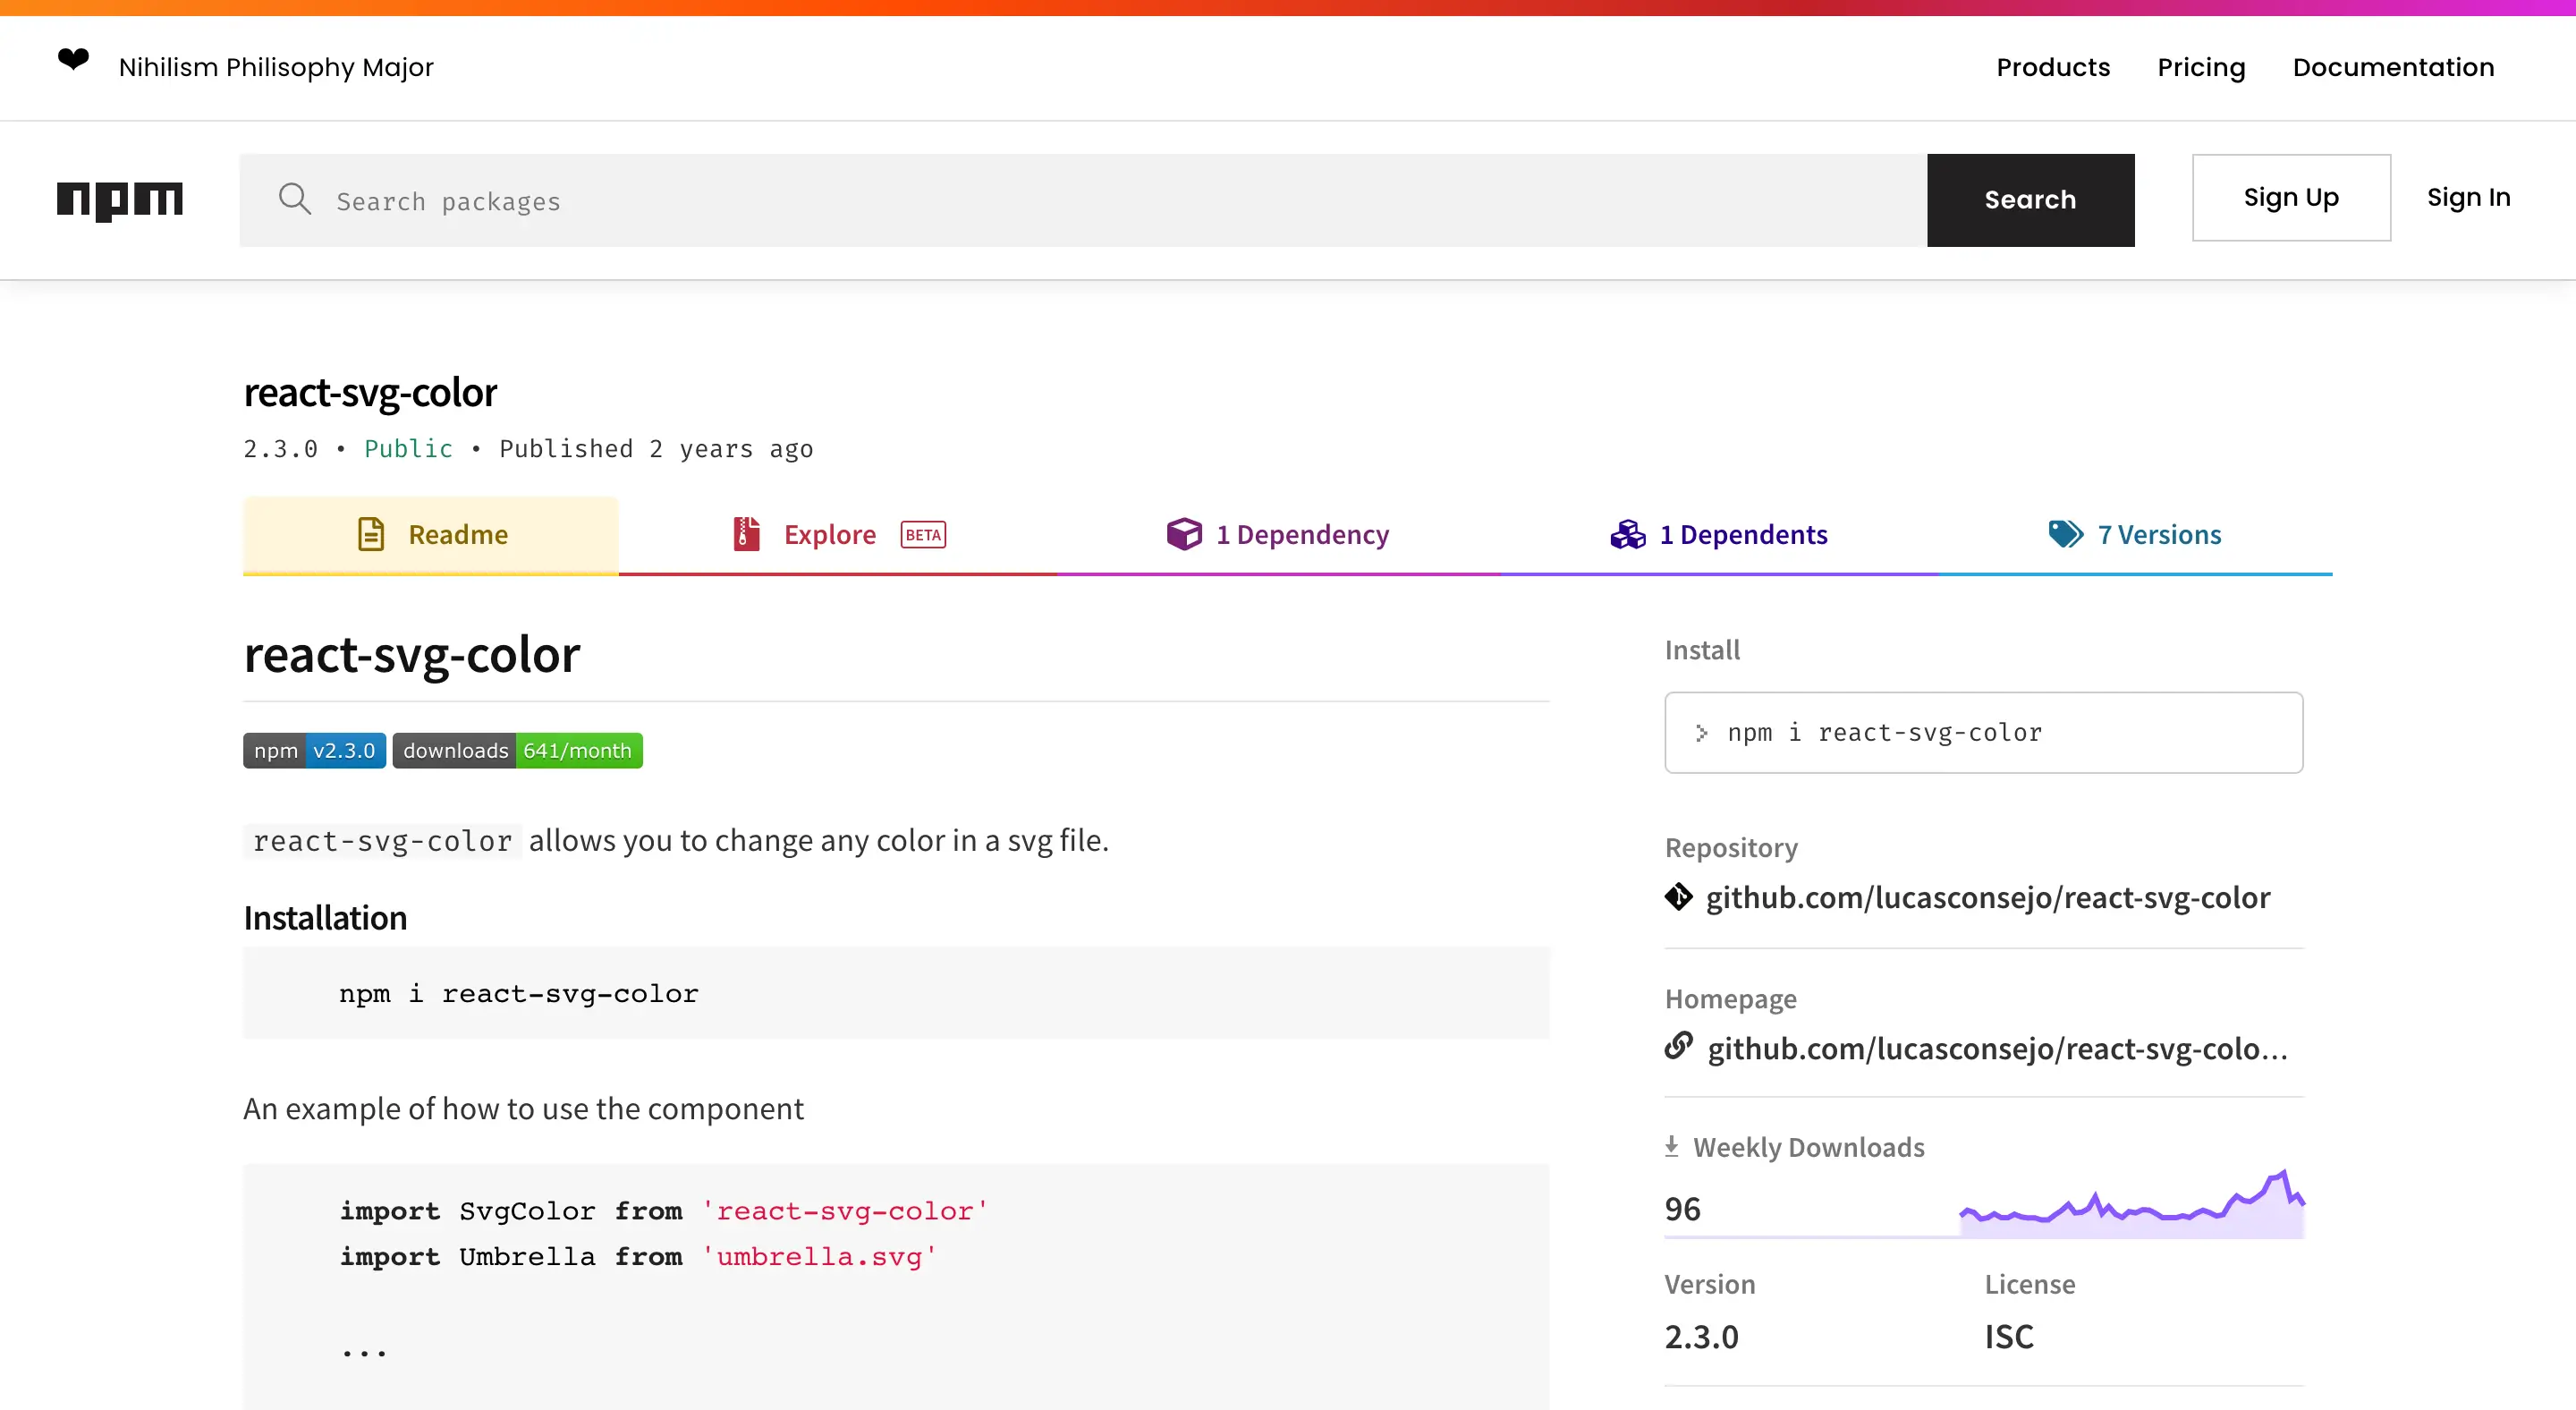 ❤ Nihilism Philisophy Major
Products Pricing Documentation
npm
Search packages
Search
Sign Up
Sign In
react-svg-color
2.3.0 • Public • Published 2 years ago
Readme
Explore BETA
1 Dependency
1 Dependents
7 Versions
react-svg-color
npm v2.3.0 downloads 641/month
react-svg-color allows you to change any color in a svg file.
Installation
npm i react-svg-color
An example of how to use the component
import SvgColor from 'react-svg-color'
import Umbrella from 'umbrella.svg'
...
Install
> npm i react-svg-color
Repository
github.com/lucasconsejo/react-svg-color
Homepage
github.com/lucasconsejo/react-svg-colo...
Weekly Downloads
96
Version
2.3.0
License
ISC